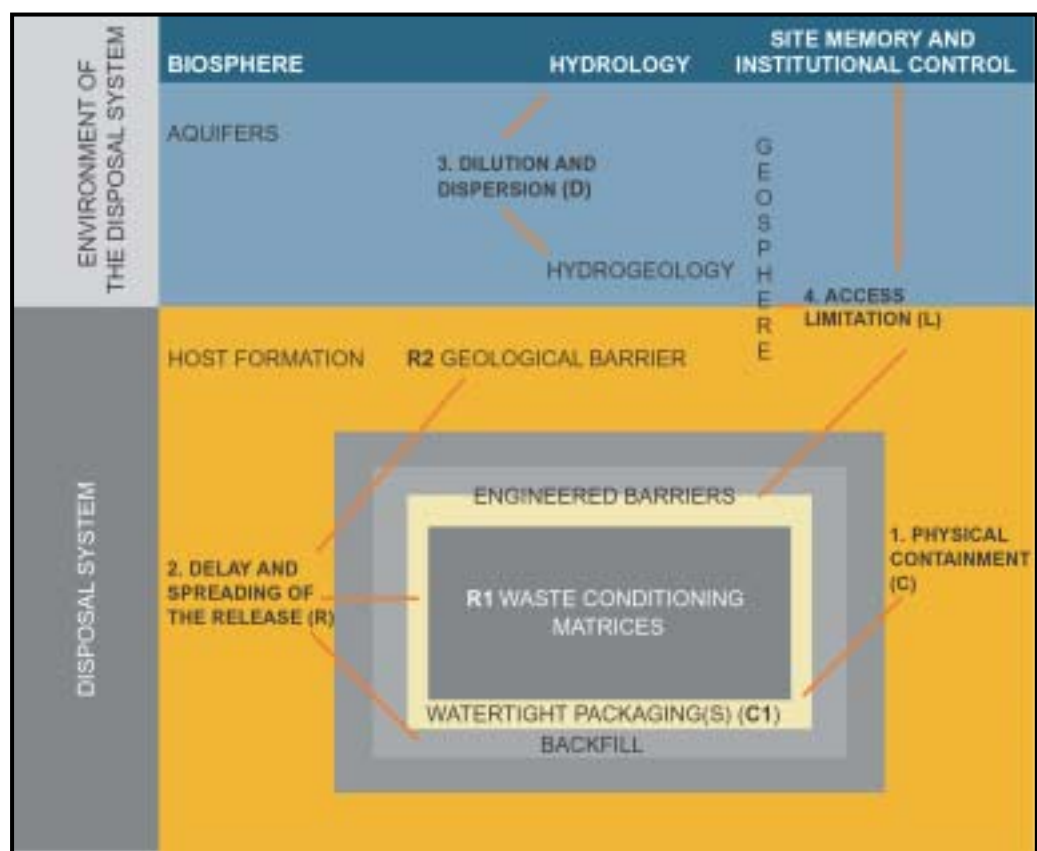 ENVIRONMENT OF
THE DISPOSAL SYSTEM
BIOSPHERE
HYDROLOGY
SITE MEMORY AND
INSTITUTIONAL CONTROL
AQUIFERS
3. DILUTION AND
DISPERSION (D)
HYDROGEOLOGY
GEOSPHERE
4. ACCESS
LIMITATION (L)
DISPOSAL SYSTEM
HOST FORMATION
R2 GEOLOGICAL BARRIER
ENGINEERED BARRIERS
1. PHYSICAL
CONTAINMENT
(C)
2. DELAY AND
SPREADING OF
THE RELEASE (R)
R1 WASTE CONDITIONING
MATRICES
WATERTIGHT PACKAGING(S) (C1)
BACKFILL